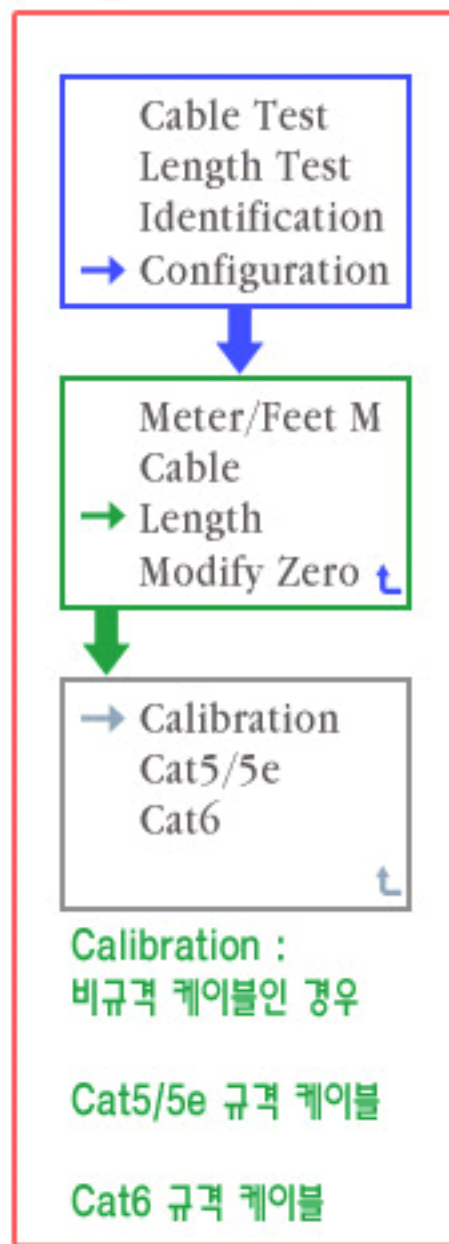 Cable Test
Length Test
Identification
→ Configuration
Meter/Feet M
Cable
→ Length
Modify Zero
→ Calibration
Cat5/5e
Cat6
Calibration :
비규격 케이블인 경우
Cat5/5e 규격 케이블
Cat6 규격 케이블